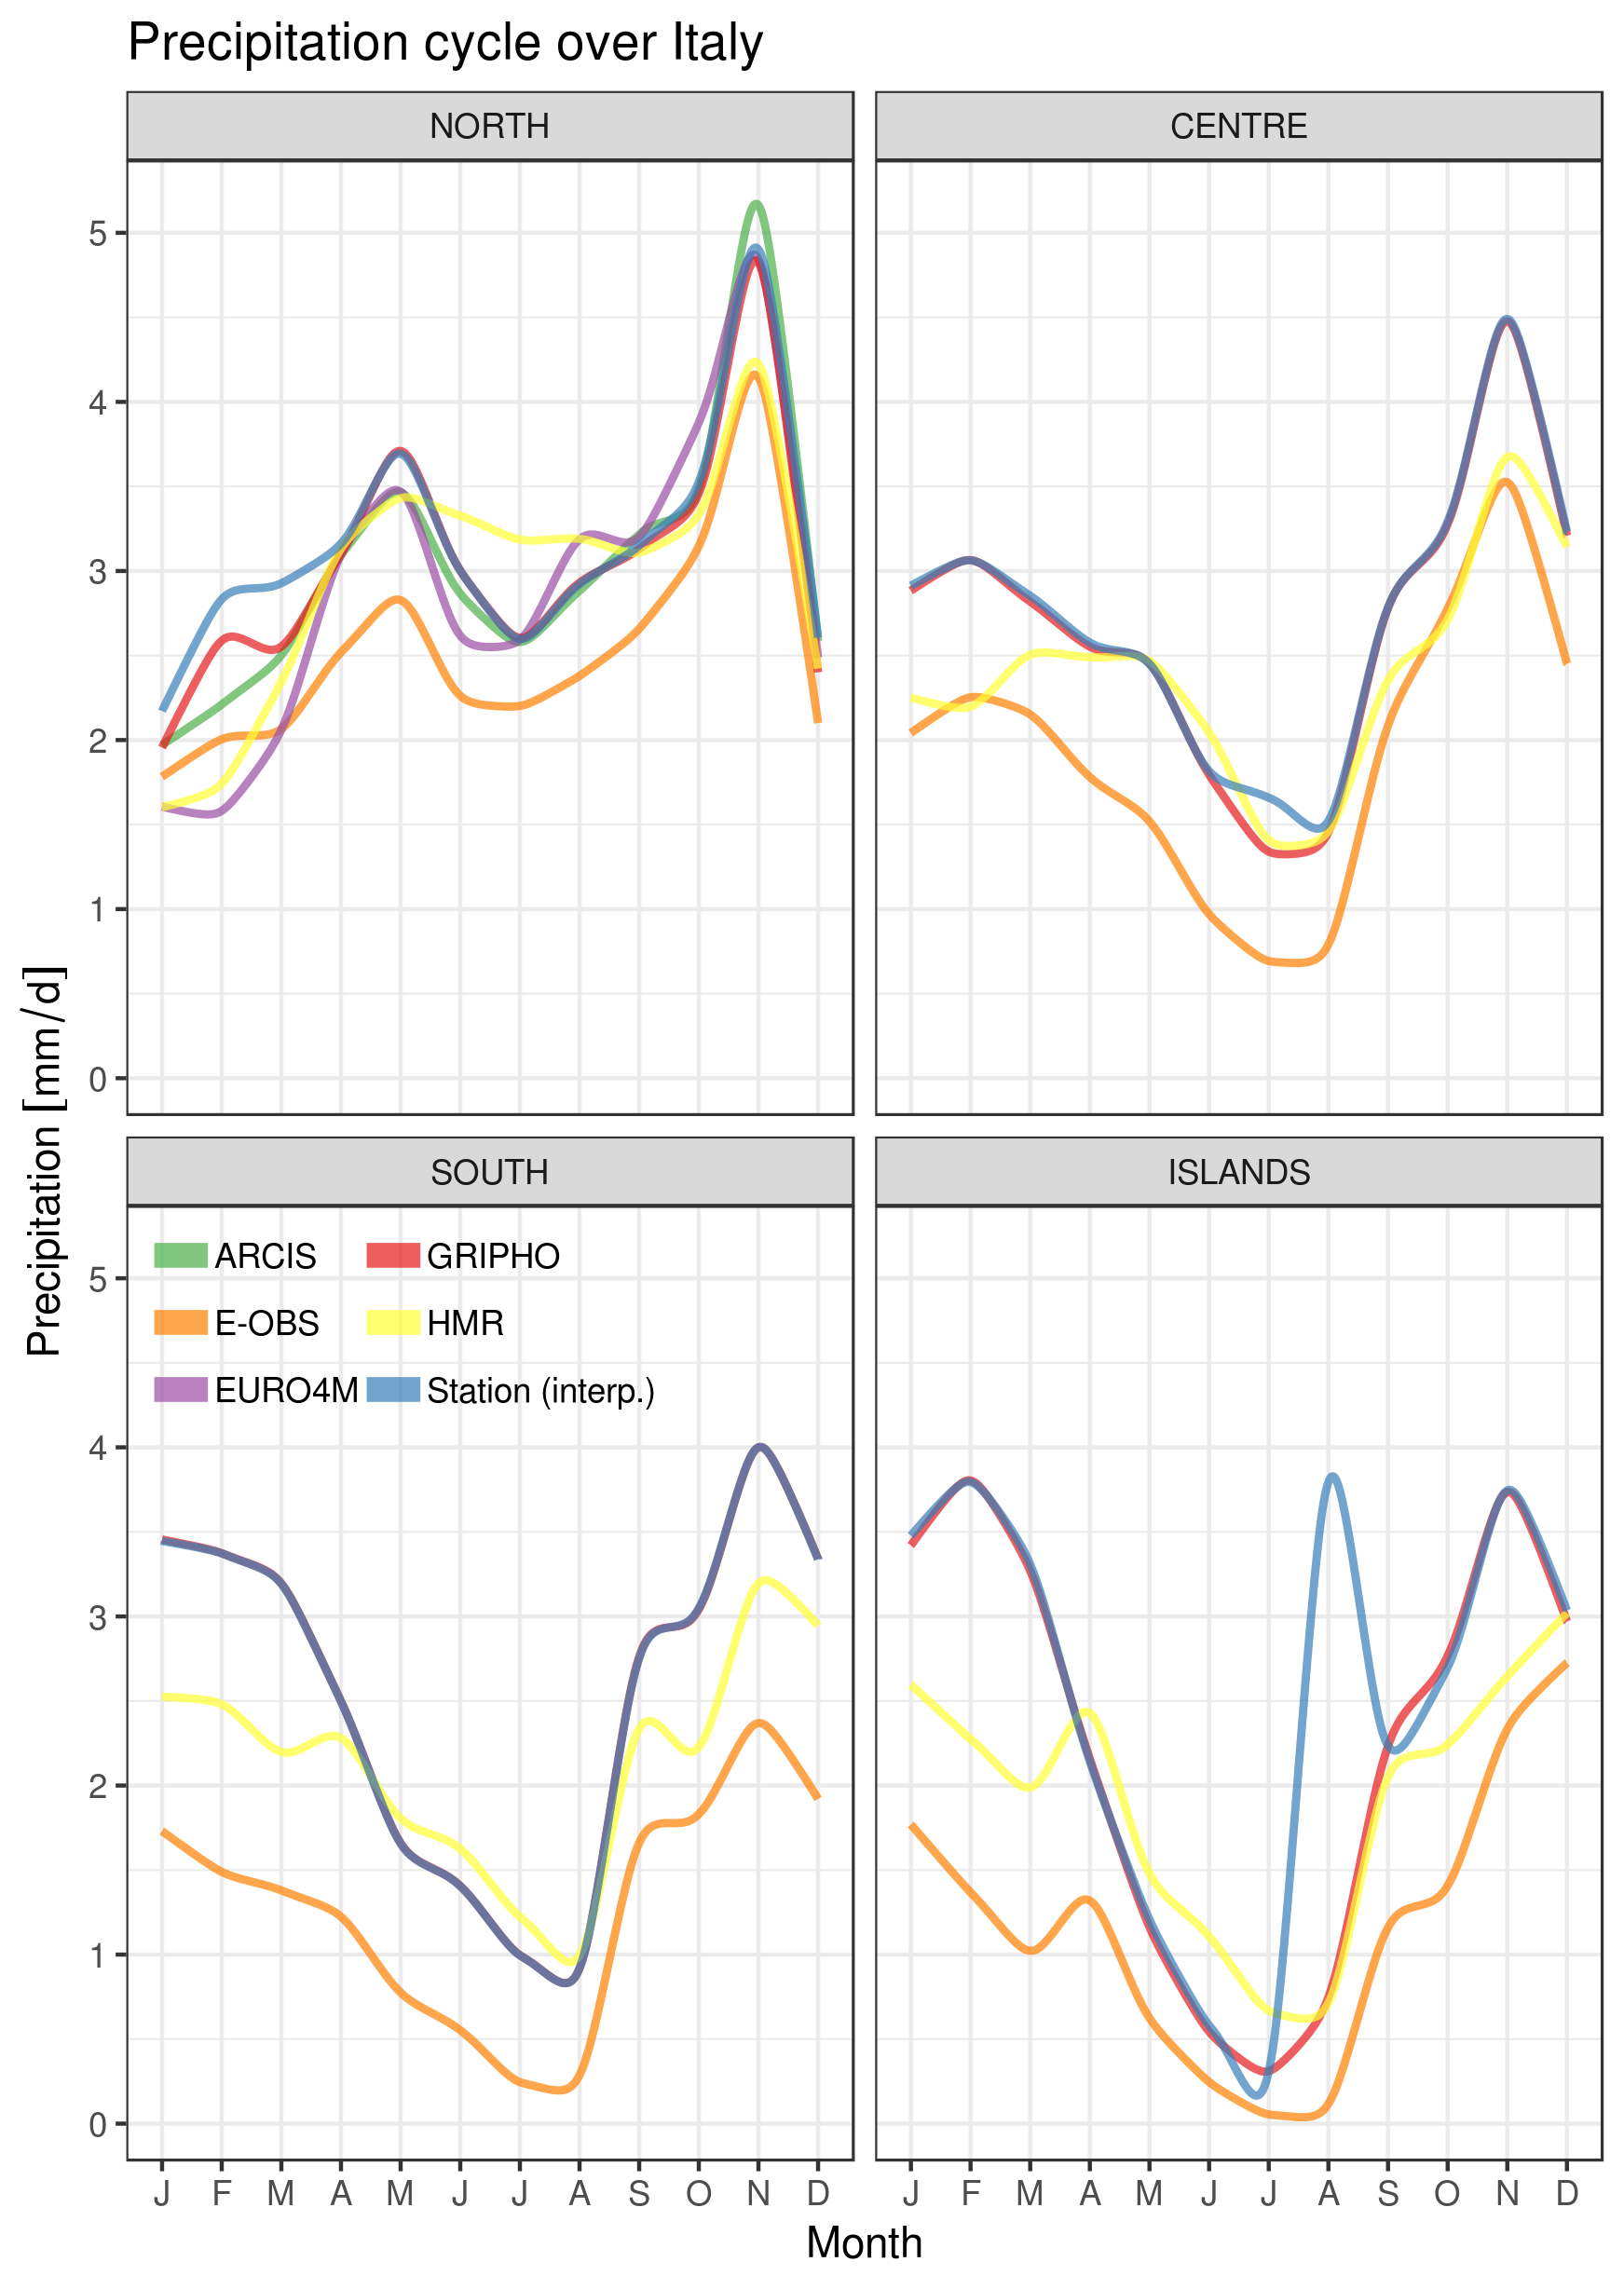 Precipitation cycle over Italy
NORTH
CENTRE
5
4
3
2
1
0
Precipitation [mm/d]
SOUTH
ISLANDS
ARCIS GRIPHO
E-OBS HMR
EURO4M Station (interp.)
5
4
3
2
1
0
J F M A M J J A S O N D
J F M A M J J A S O N D
Month